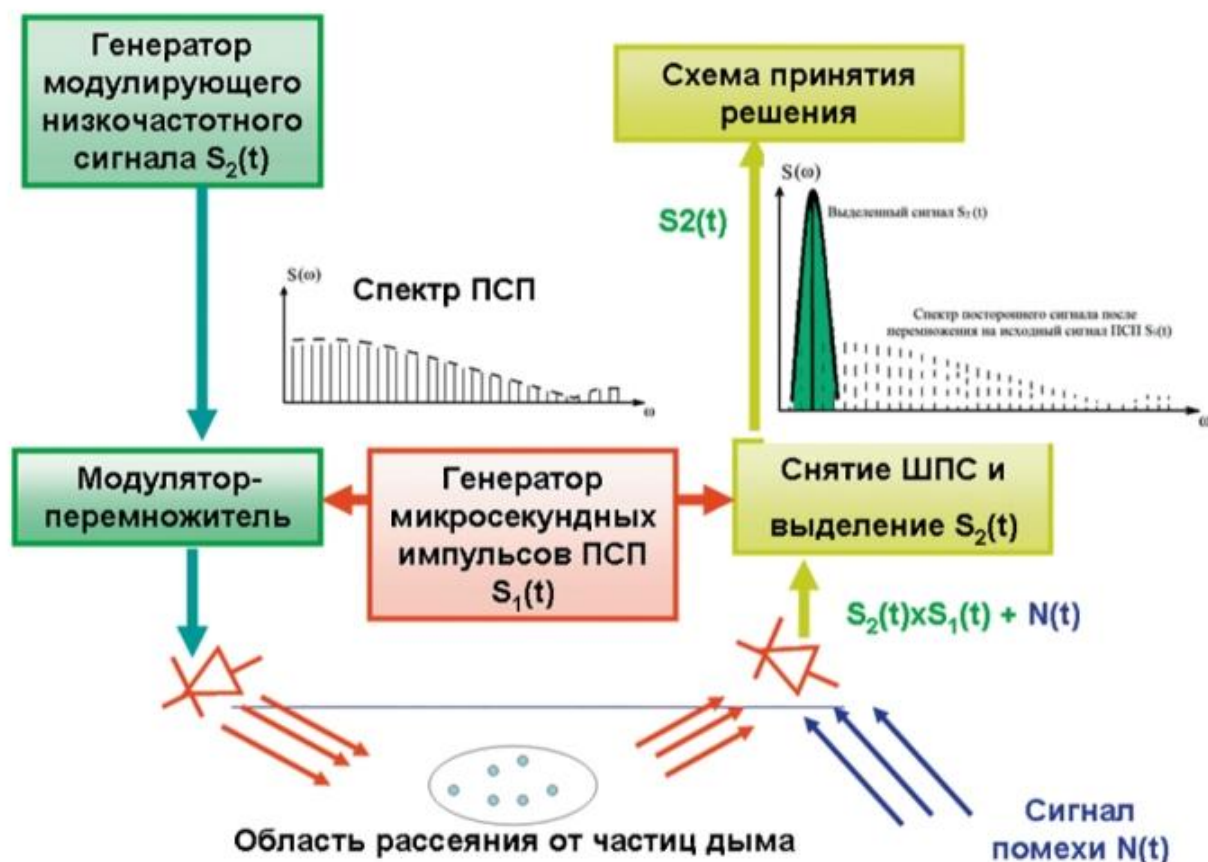 Генератор
модулирующего
низкочастотного
сигнала S₂(t)
Схема принятия
решения
S2(t)
S(ω)
Выделенный сигнал S₂(t)
Спектр постороннего сигнала после
перемножения на исходный сигнал ПСП S₁(t)
ω
S(ω)
Спектр ПСП
ω
Модулятор-
перемножитель
Генератор
микросекундных
импульсов ПСП
S₁(t)
Снятие ШПС и
выделение S₂(t)
S₂(t)xS₁(t) + N(t)
Область рассеяния от частиц дыма
Сигнал
помехи N(t)